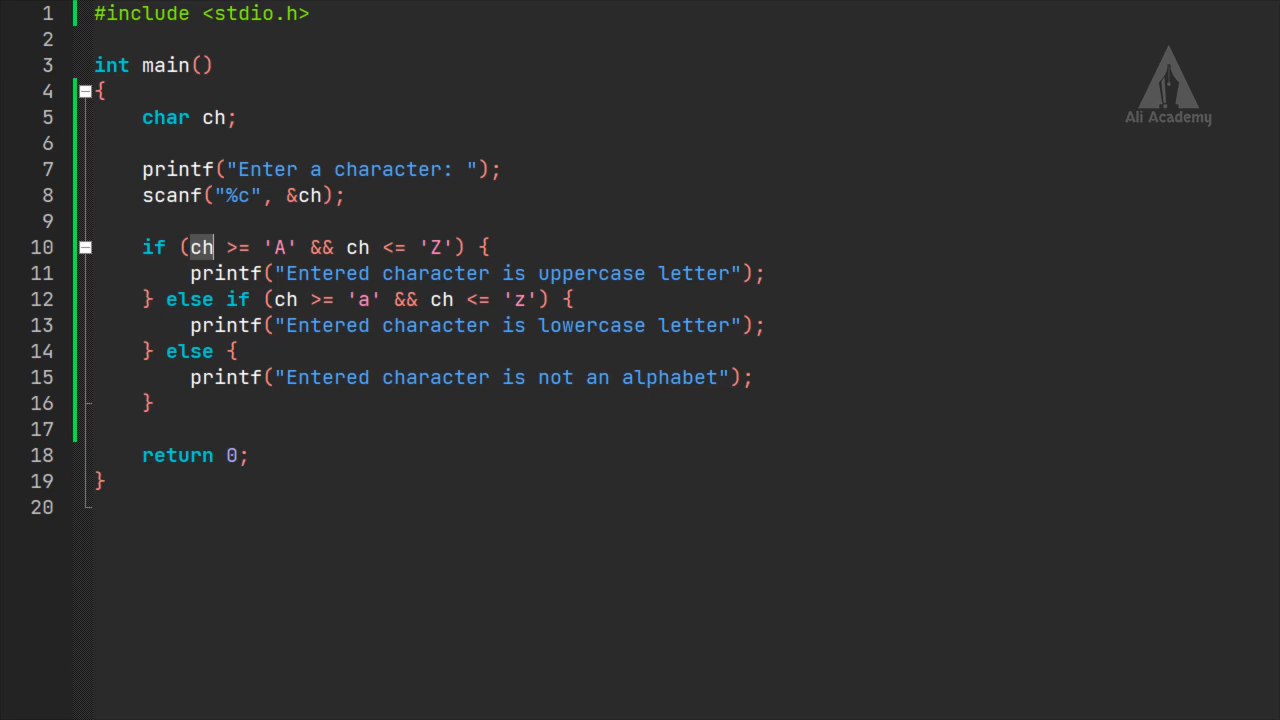 1 #include <stdio.h>
2
3 int main()
4 {
5     char ch;
6
7     printf("Enter a character: ");
8     scanf("%c", &ch);
9
10     if (ch >= 'A' && ch <= 'Z') {
11         printf("Entered character is uppercase letter");
12     } else if (ch >= 'a' && ch <= 'z') {
13         printf("Entered character is lowercase letter");
14     } else {
15         printf("Entered character is not an alphabet");
16     }
17
18     return 0;
19 }
20
Ali Academy